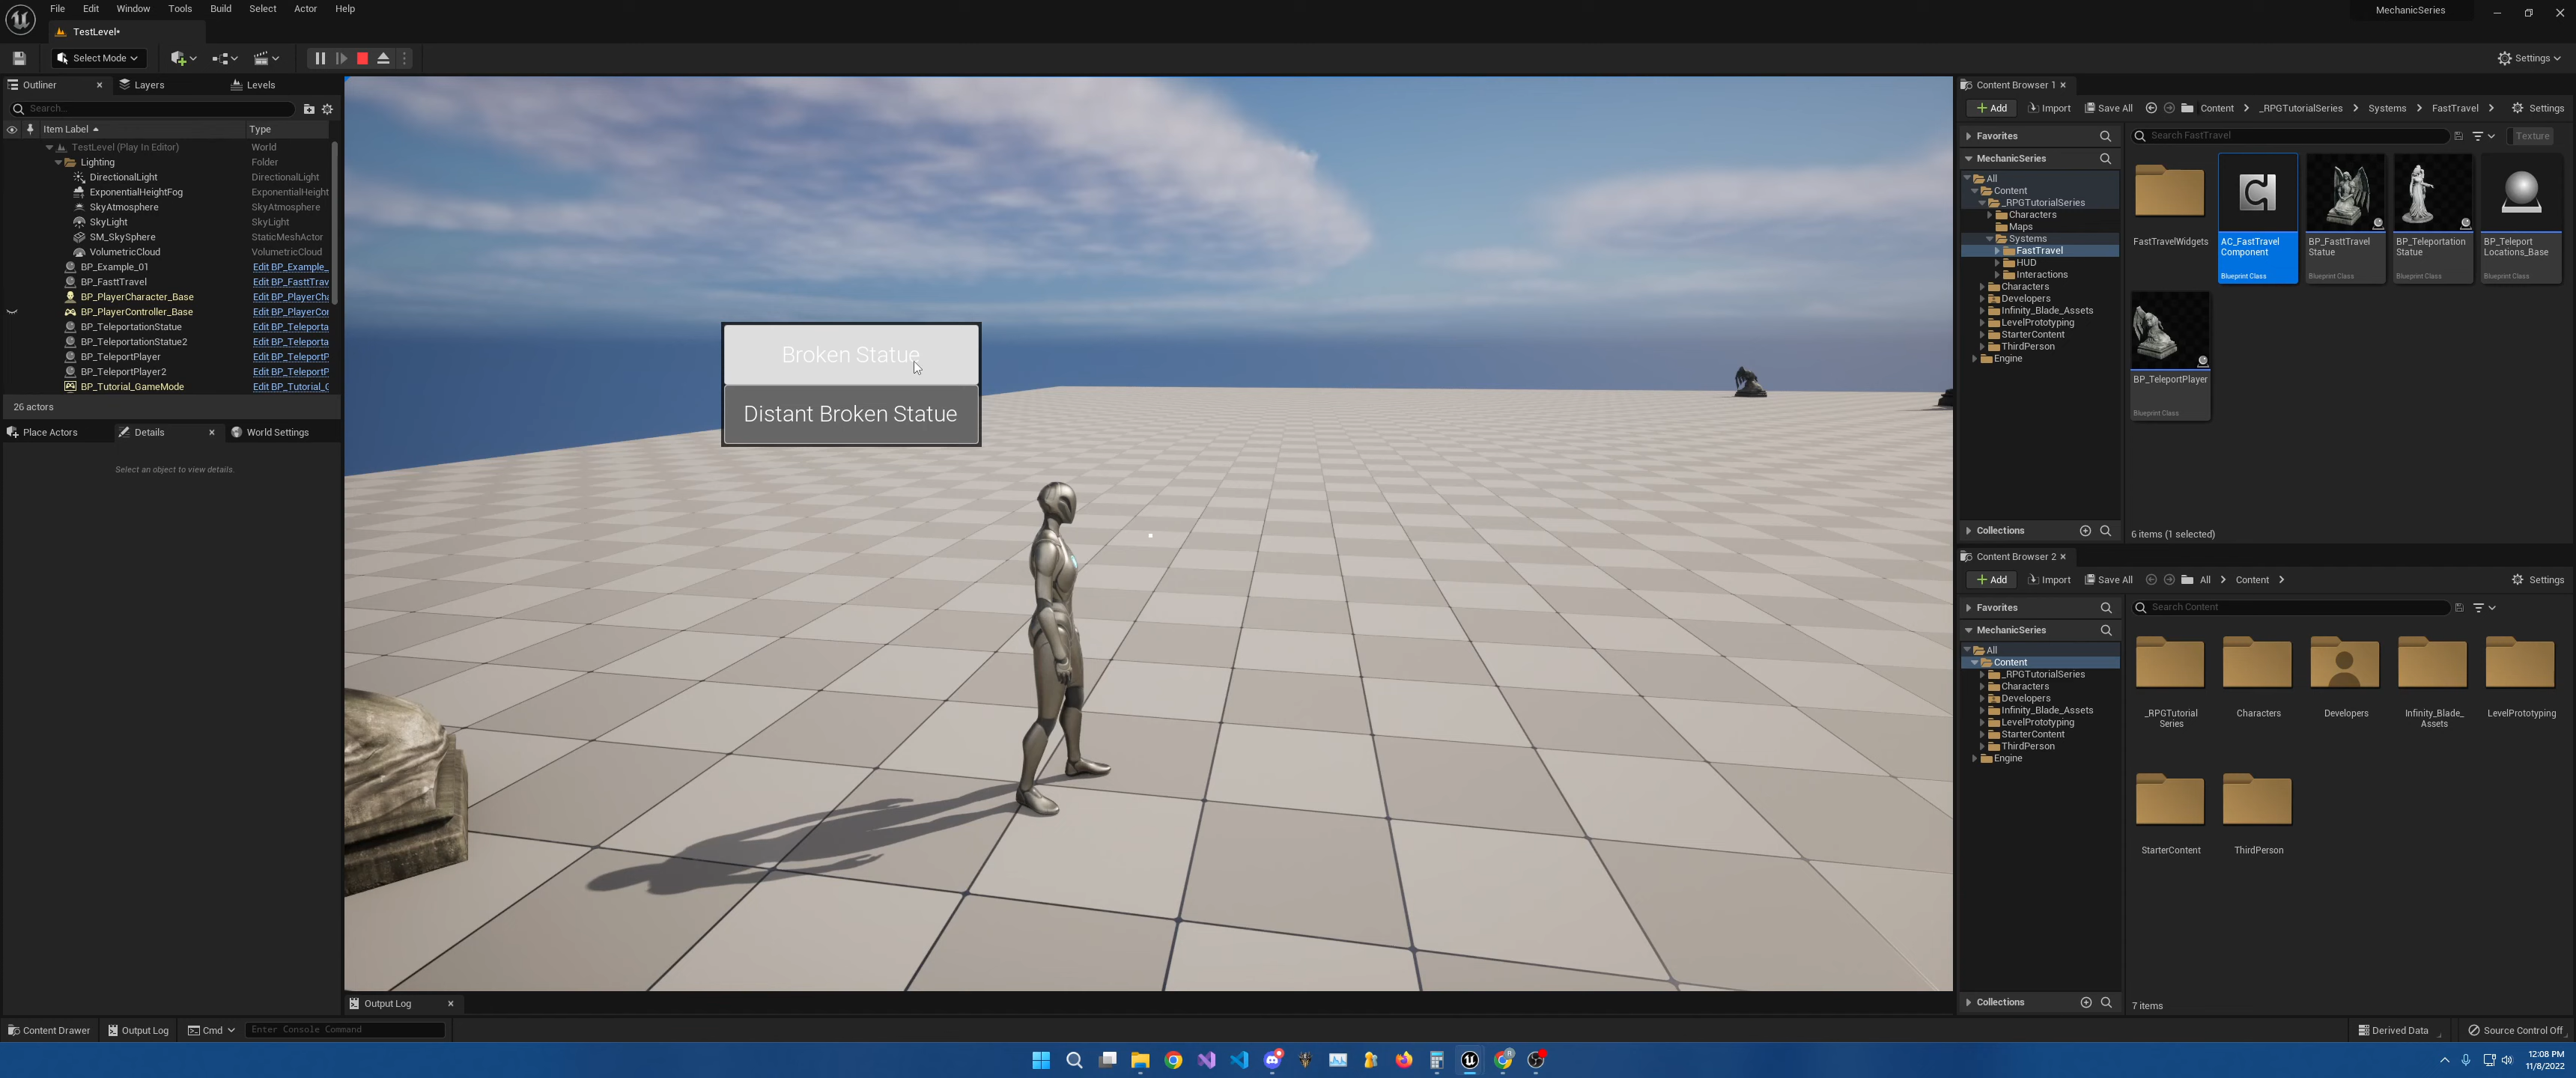 File Edit Window Tools Build Select Actor Help
MechanicSeries
TestLevel•
Select Mode
Settings
Outliner Layers Levels
Search...
Item Label Type
TestLevel (Play In Editor) World
Lighting Folder
DirectionalLight DirectionalLight
ExponentialHeightFog ExponentialHeight
SkyAtmosphere SkyAtmosphere
SkyLight SkyLight
SM_SkySphere StaticMeshActor
VolumetricCloud VolumetricCloud
BP_Example_01 Edit BP_Example_
BP_FasttTravel Edit BP_FasttTrav
BP_PlayerCharacter_Base Edit BP_PlayerCha
BP_PlayerController_Base Edit BP_PlayerCor
BP_TeleportationStatue Edit BP_Teleporta
BP_TeleportationStatue2 Edit BP_Teleporta
BP_TeleportPlayer Edit BP_TeleportP
BP_TeleportPlayer2 Edit BP_TeleportP
BP_Tutorial_GameMode Edit BP_Tutorial_G
26 actors
Place Actors Details World Settings
Select an object to view details.
Broken Statue
Distant Broken Statue
Output Log
Content Browser 1
Add Import Save All Content _RPGTutorialSeries Systems FastTravel Settings
Favorites
Search FastTravel
Texture
MechanicSeries
All
Content
_RPGTutorialSeries
Characters
Maps
Systems
FastTravel
HUD
Interactions
Characters
Developers
Infinity_Blade_Assets
LevelPrototyping
StarterContent
ThirdPerson
Engine
Collections
FastTravelWidgets
AC_FastTravel
Component
Blueprint Class
BP_FasttTravel
Statue
Blueprint Class
BP_Teleportation
Statue
Blueprint Class
BP_Teleport
Locations_Base
Blueprint Class
BP_TeleportPlayer
Blueprint Class
6 items (1 selected)
Content Browser 2
Add Import Save All All Content Settings
Favorites
Search Content
MechanicSeries
All
Content
_RPGTutorialSeries
Characters
Developers
Infinity_Blade_Assets
LevelPrototyping
StarterContent
ThirdPerson
Engine
Collections
_RPGTutorial
Series
Characters
Developers
Infinity_Blade_
Assets
LevelPrototyping
StarterContent
ThirdPerson
7 items
Content Drawer Output Log Cmd Enter Console Command
Derived Data Source Control Off
12:08 PM
11/8/2022